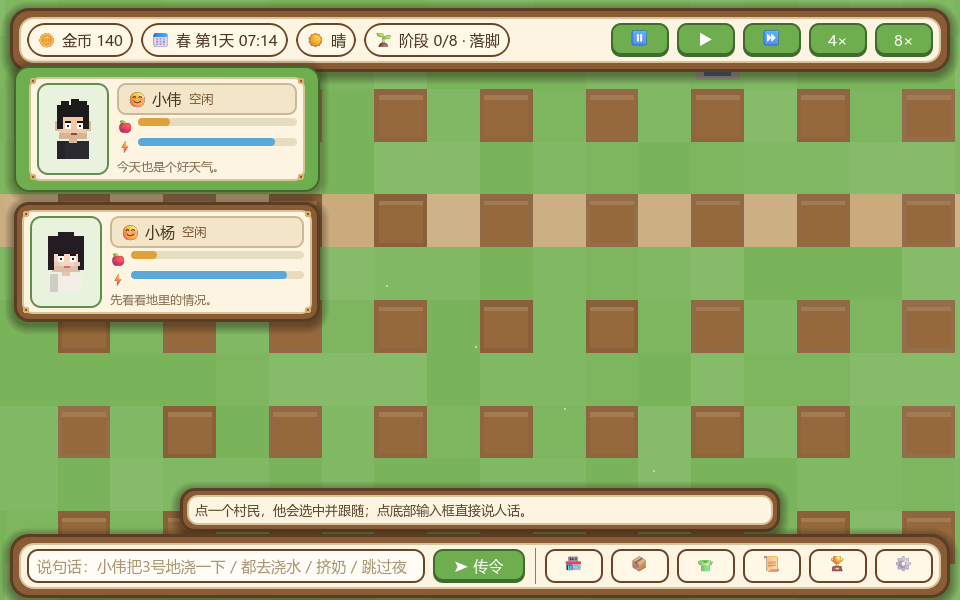 金币 140
春 第1天 07:14
晴
阶段 0/8 · 落脚
4×
8×
小伟 空闲
今天也是个好天气。
小杨 空闲
先看看地里的情况。
点一个村民，他会选中并跟随；点底部输入框直接说人话。
说句话：小伟把3号地浇一下 / 都去浇水 / 挤奶 / 跳过夜
传令